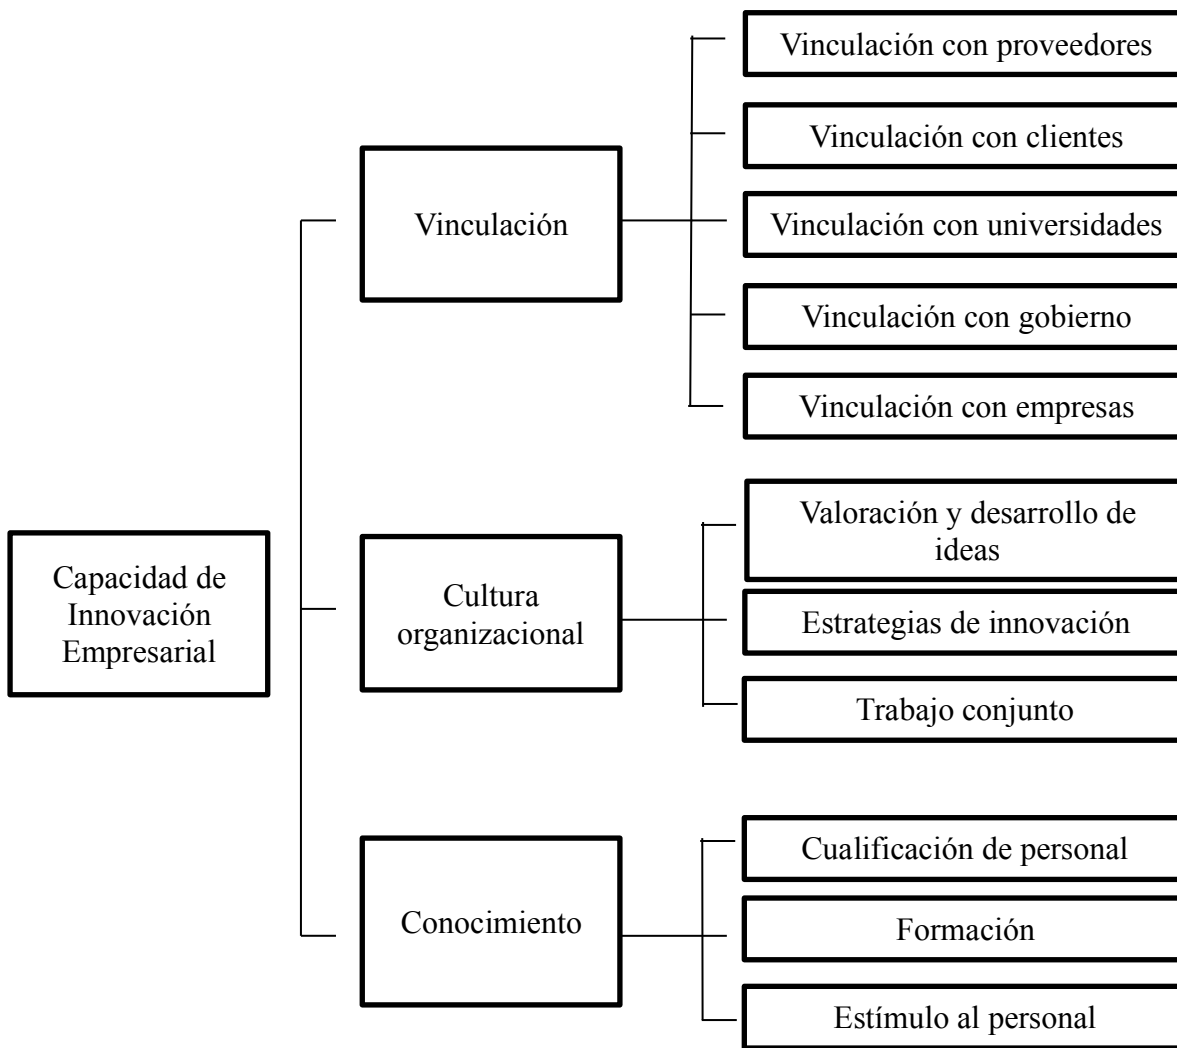 Vinculación con proveedores
Vinculación con clientes
Vinculación
Vinculación con universidades
Vinculación con gobierno
Vinculación con empresas
Capacidad de
Innovación
Empresarial
Cultura
organizacional
Valoración y desarrollo de
ideas
Estrategias de innovación
Trabajo conjunto
Conocimiento
Cualificación de personal
Formación
Estímulo al personal